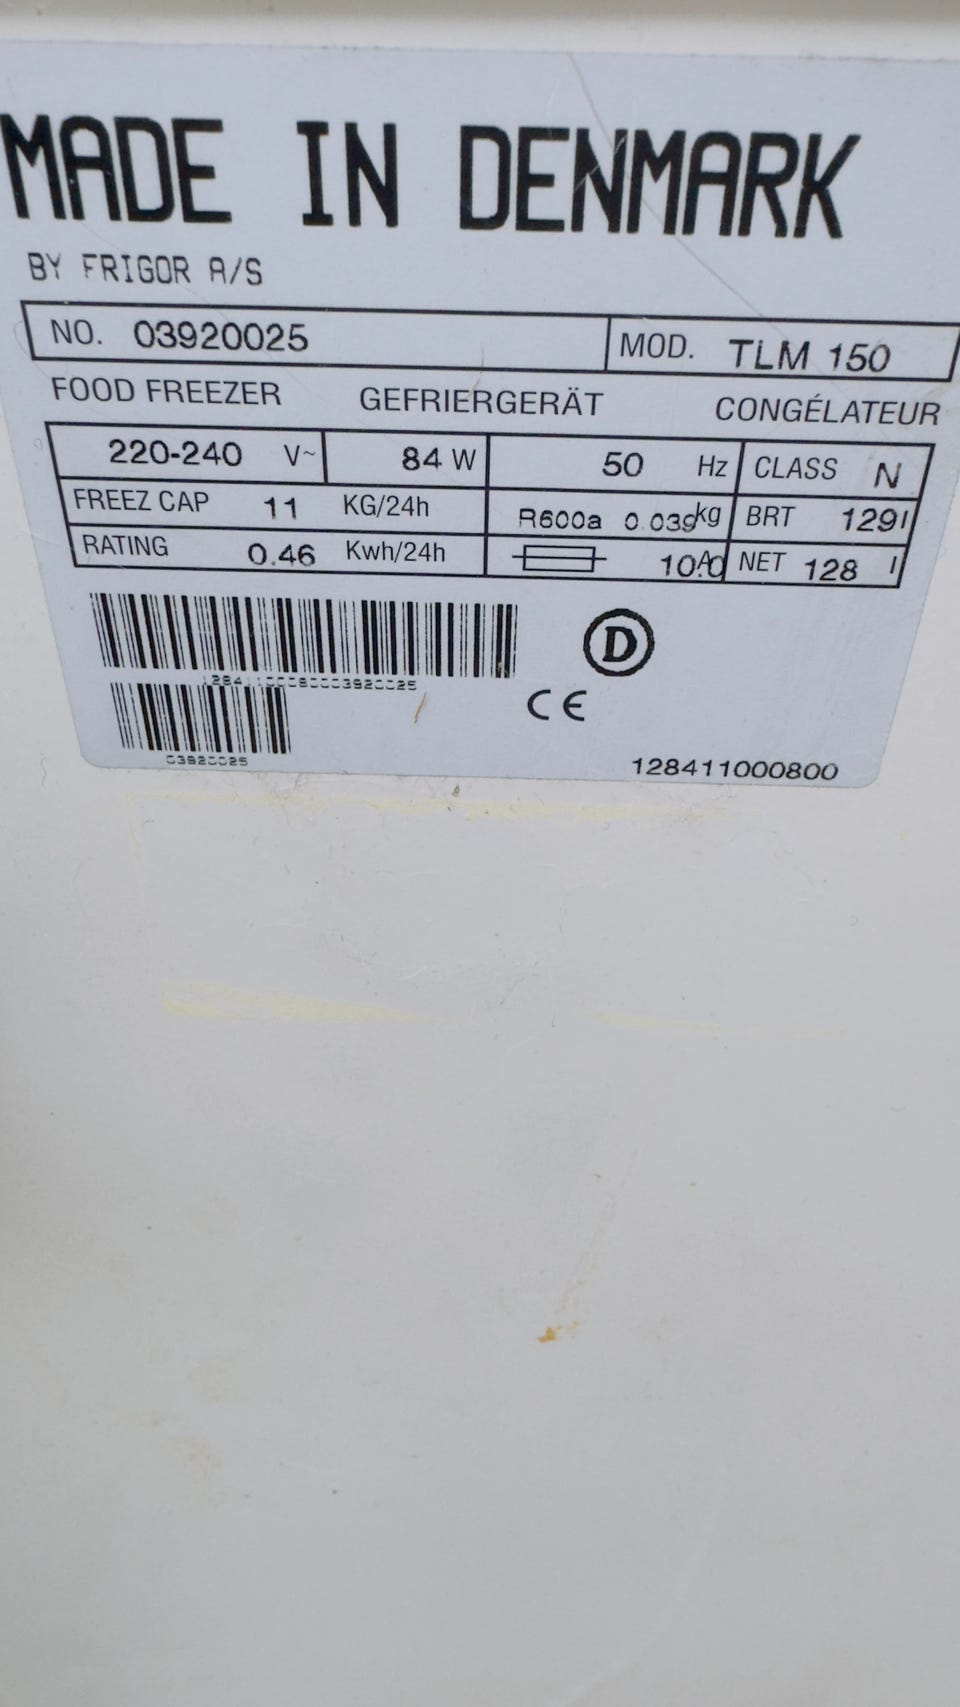 MADE IN DENMARK
BY FRIGOR A/S
NO. 03920025 MOD. TLM 150
FOOD FREEZER GEFRIERGERÄT CONGÉLATEUR
220-240 V~ 84 W 50 Hz CLASS N
FREEZ CAP 11 KG/24h R600a 0.039kg BRT 129 l
RATING 0.46 Kwh/24h 10.0 A NET 128 l
D
CE
03920025
128411000800